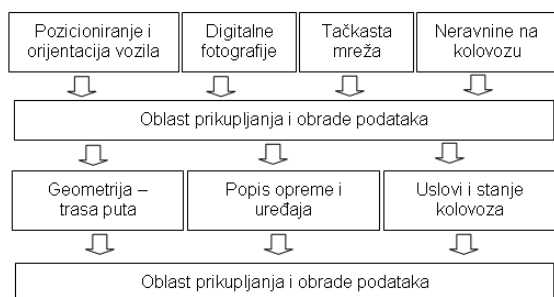 Pozicioniranje i
orijentacija vozila
Digitalne
fotografije
Tačkasta
mreža
Neravnine na
kolovozu
Oblast prikupljanja i obrade podataka
Geometrija –
trasa puta
Popis opreme i
uređaja
Uslovi i stanje
kolovoza
Oblast prikupljanja i obrade podataka